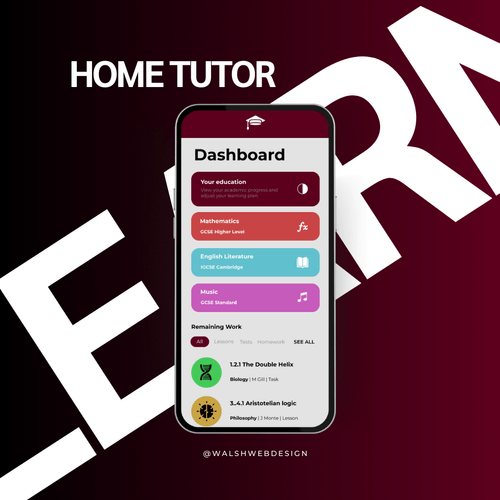 HOME TUTOR
LEARN
Dashboard
Your education
View your academic progress and
adjust your learning plan.
Mathematics
GCSE Higher Level
fx
English Literature
IGCSE Cambridge
Music
GCSE Standard
Remaining Work
All Lessons Tests Homework SEE ALL
1.2.1 The Double Helix
Biology | M Gill | Task
3..4.1 Aristotelian logic
Philosophy | J Monte | Lesson
@WALSHWEBDESIGN